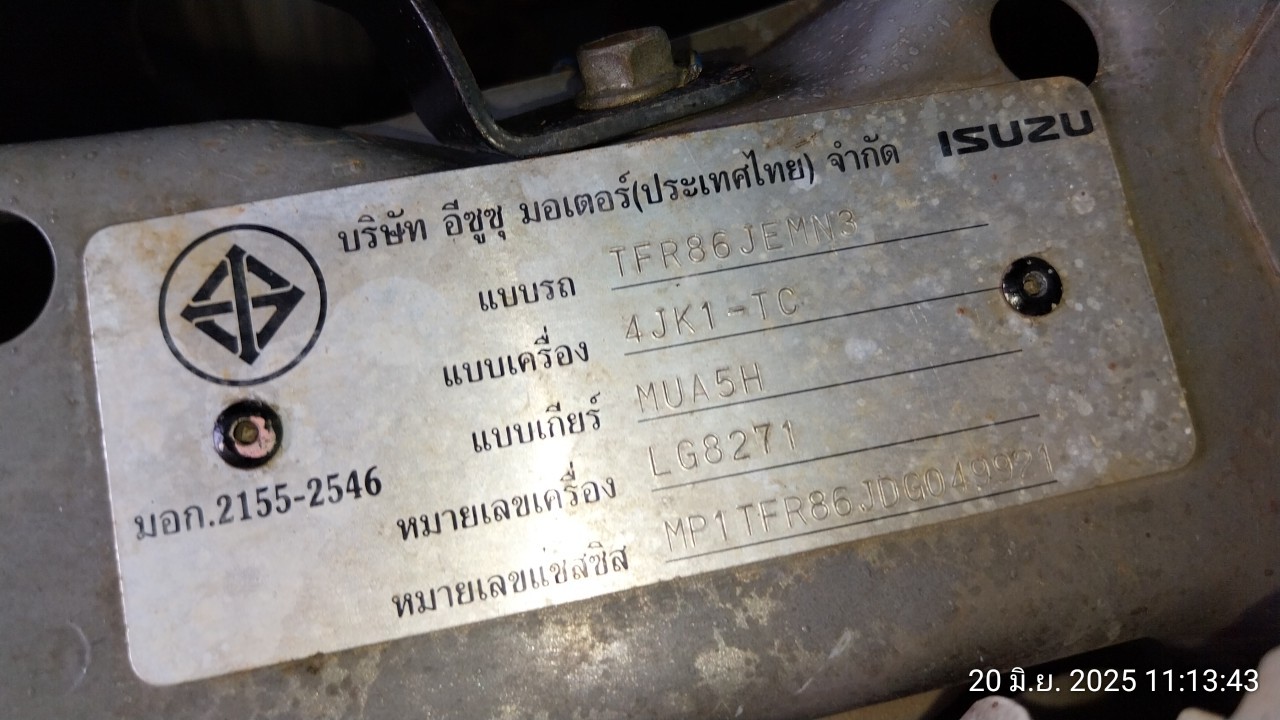 ISUZU
บริษัท อีซูซุ มอเตอร์(ประเทศไทย) จำกัด
แบบรถ TFR86JEMN3
แบบเครื่อง 4JK1-TC
แบบเกียร์ MUA5H
หมายเลขเครื่อง LG8271
หมายเลขแชสซิส MP1TFR86JDG049921
มอก.2155-2546
20 มิ.ย. 2025 11:13:43